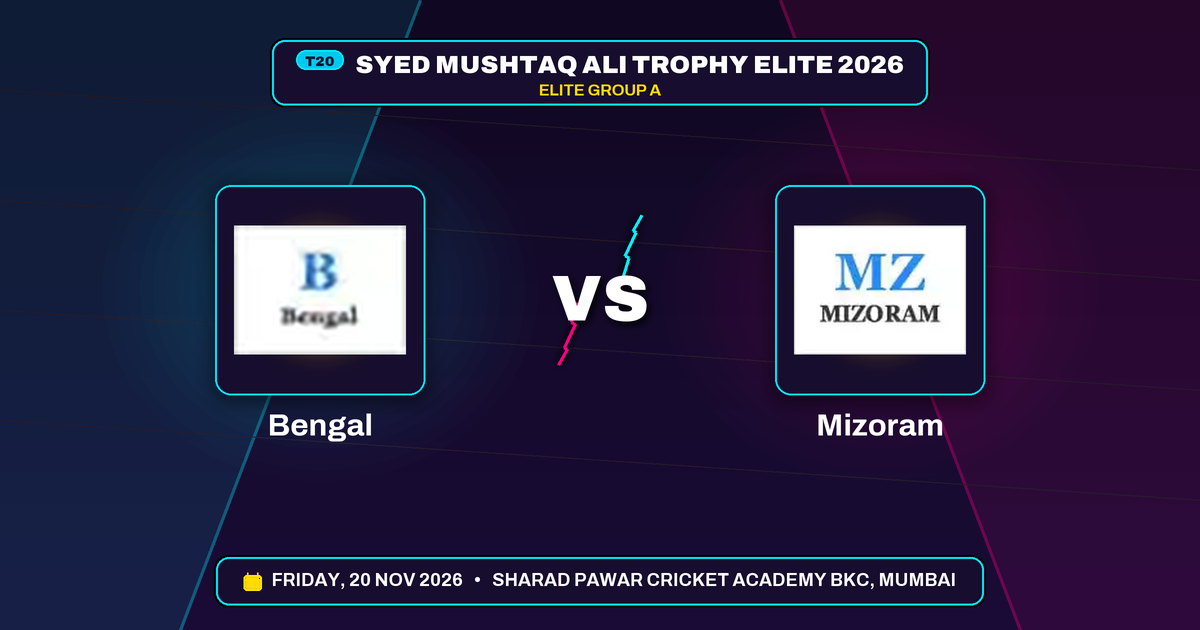 T20 SYED MUSHTAQ ALI TROPHY ELITE 2026
ELITE GROUP A
B
Bengal
VS
MZ
MIZORAM
Bengal
Mizoram
FRIDAY, 20 NOV 2026 • SHARAD PAWAR CRICKET ACADEMY BKC, MUMBAI